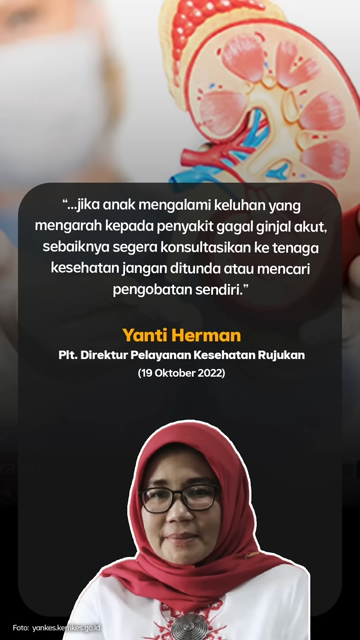 “...jika anak mengalami keluhan yang
mengarah kepada penyakit gagal ginjal akut,
sebaiknya segera konsultasikan ke tenaga
kesehatan jangan ditunda atau mencari
pengobatan sendiri.”
Yanti Herman
Plt. Direktur Pelayanan Kesehatan Rujukan
(19 Oktober 2022)
Foto: yankes.kemkes.go.id